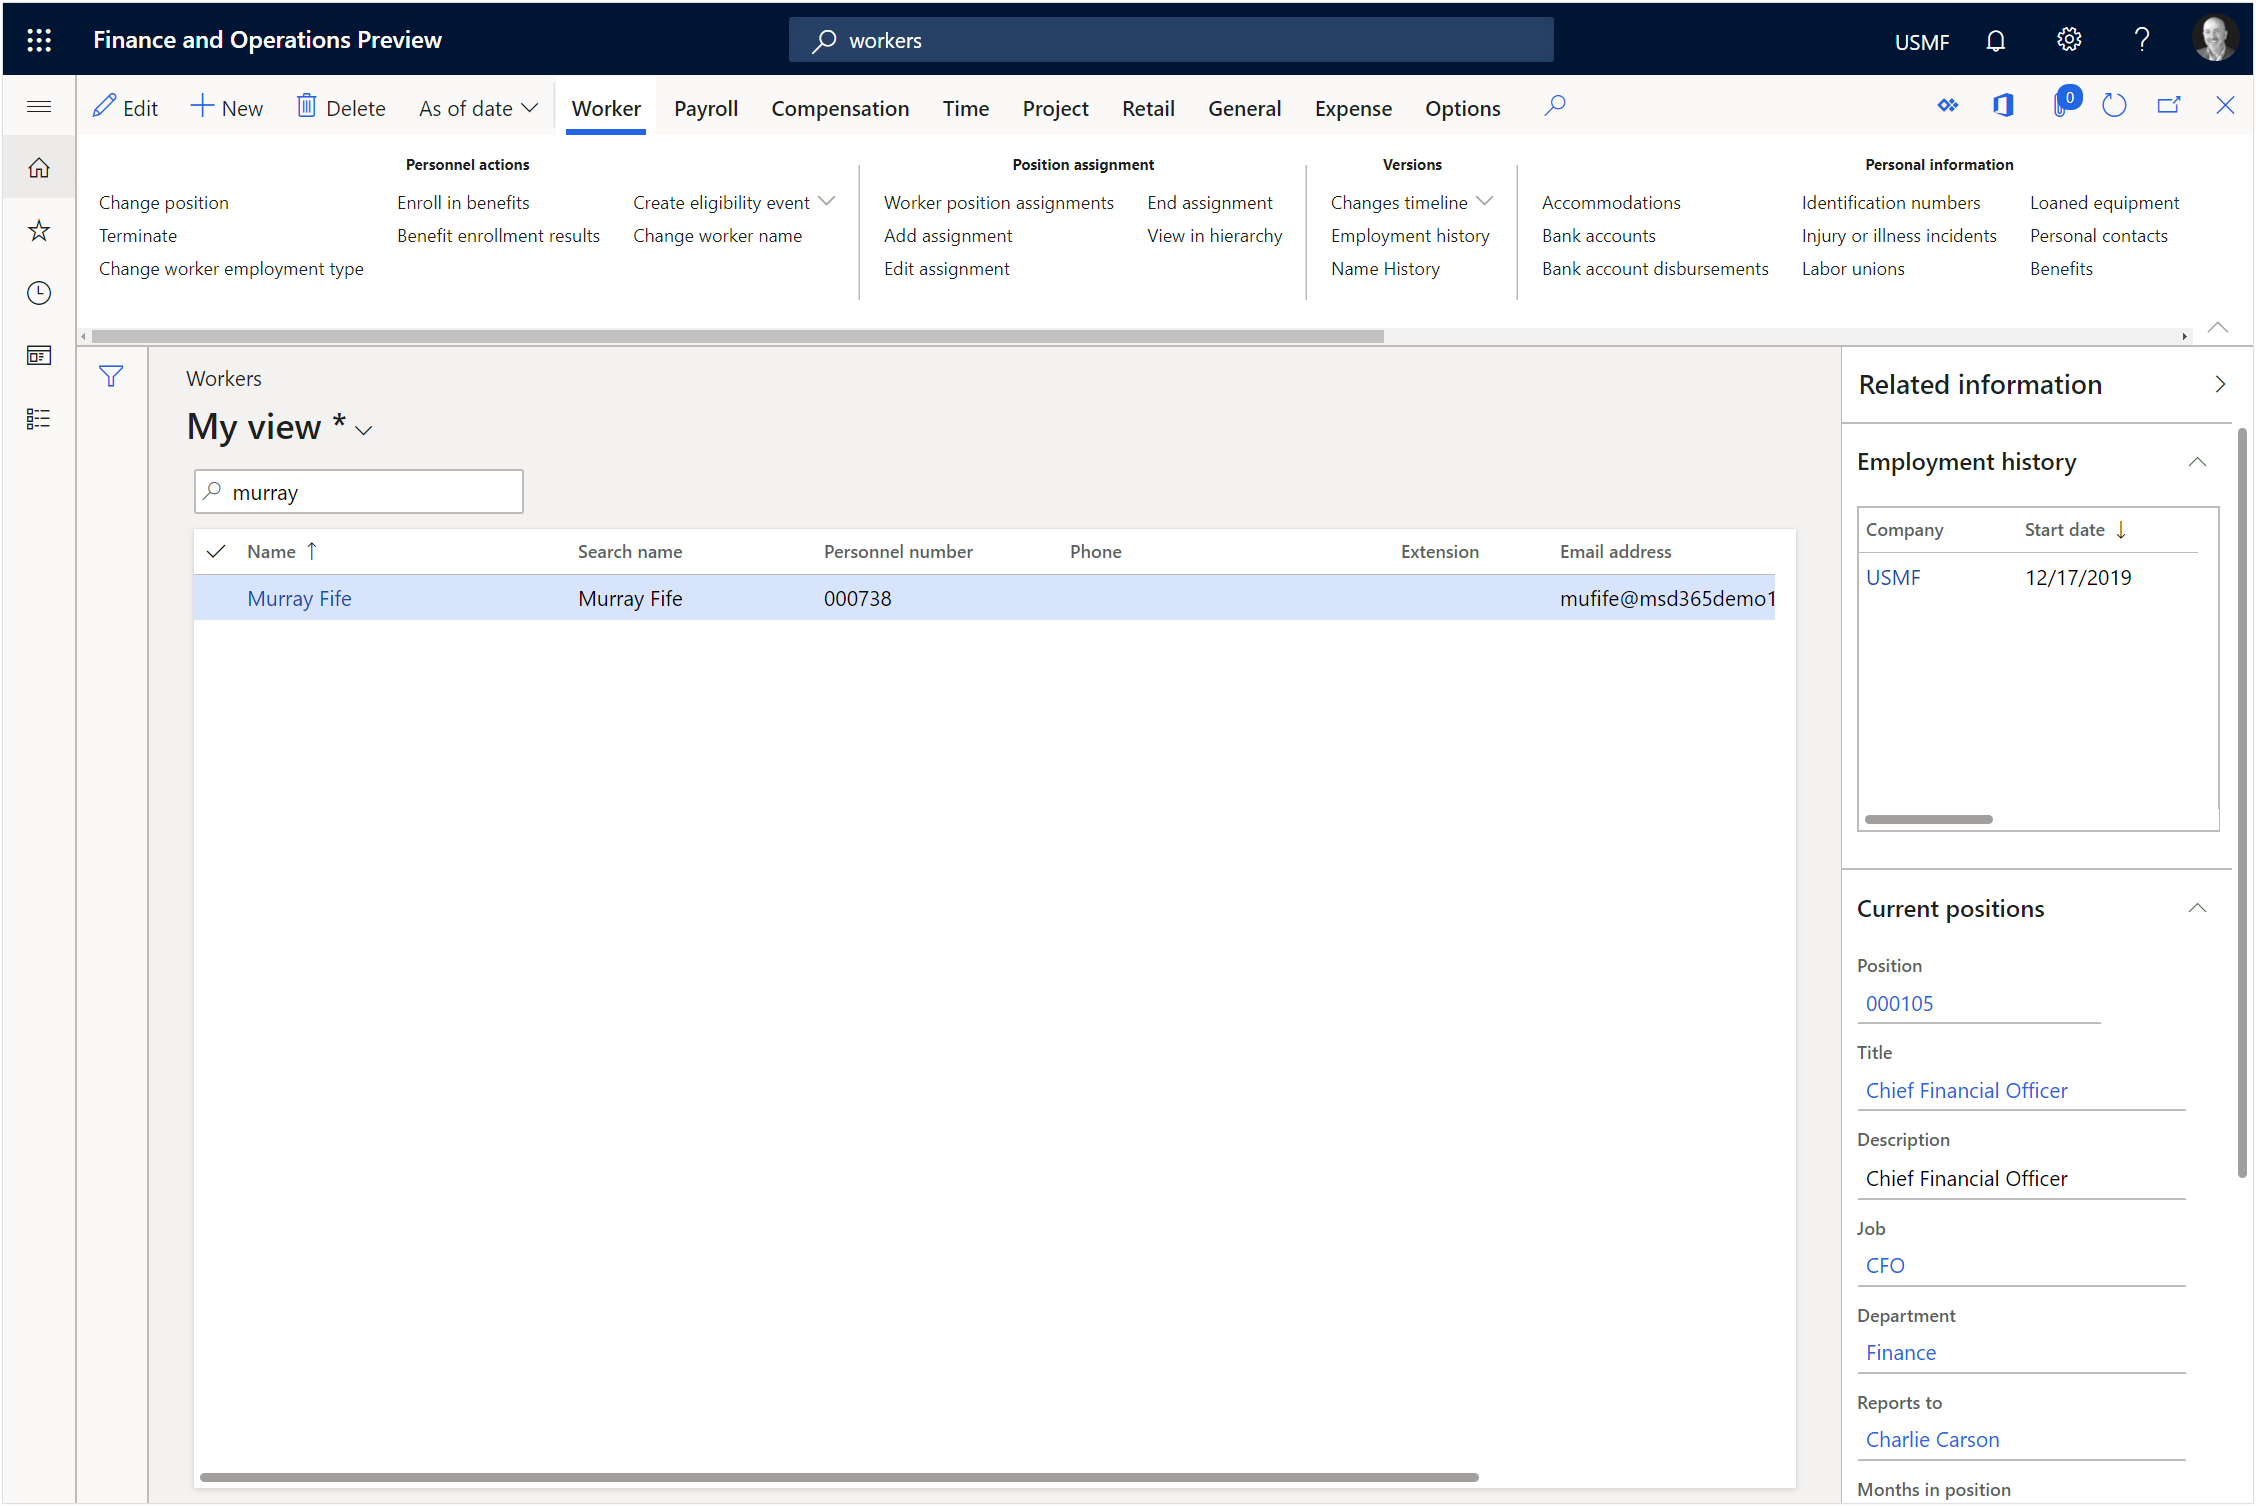 Finance and Operations Preview
workers
USMF
?
Edit
New
Delete
As of date
Worker
Payroll
Compensation
Time
Project
Retail
General
Expense
Options
0
Personnel actions
Change position
Enroll in benefits
Create eligibility event
Terminate
Benefit enrollment results
Change worker name
Change worker employment type
Position assignment
Worker position assignments
End assignment
Add assignment
View in hierarchy
Edit assignment
Versions
Changes timeline
Employment history
Name History
Personal information
Accommodations
Identification numbers
Loaned equipment
Bank accounts
Injury or illness incidents
Personal contacts
Bank account disbursements
Labor unions
Benefits
Workers
My view *
murray
Name
Search name
Personnel number
Phone
Extension
Email address
Murray Fife
Murray Fife
000738
mufife@msd365demo1
Related information
Employment history
Company
Start date
USMF
12/17/2019
Current positions
Position
000105
Title
Chief Financial Officer
Description
Chief Financial Officer
Job
CFO
Department
Finance
Reports to
Charlie Carson
Months in position